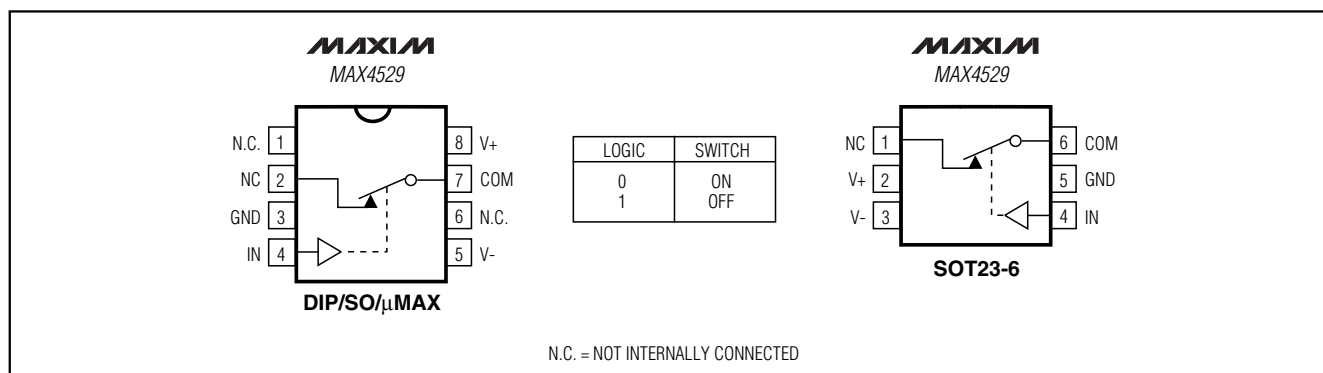 MAXIM
MAX4529
N.C. 1
NC 2
GND 3
IN 4
8 V+
7 COM
6 N.C.
5 V-
DIP/SO/μMAX
LOGIC SWITCH
0 ON
1 OFF
MAXIM
MAX4529
NC 1
V+ 2
V- 3
6 COM
5 GND
4 IN
SOT23-6
N.C. = NOT INTERNALLY CONNECTED